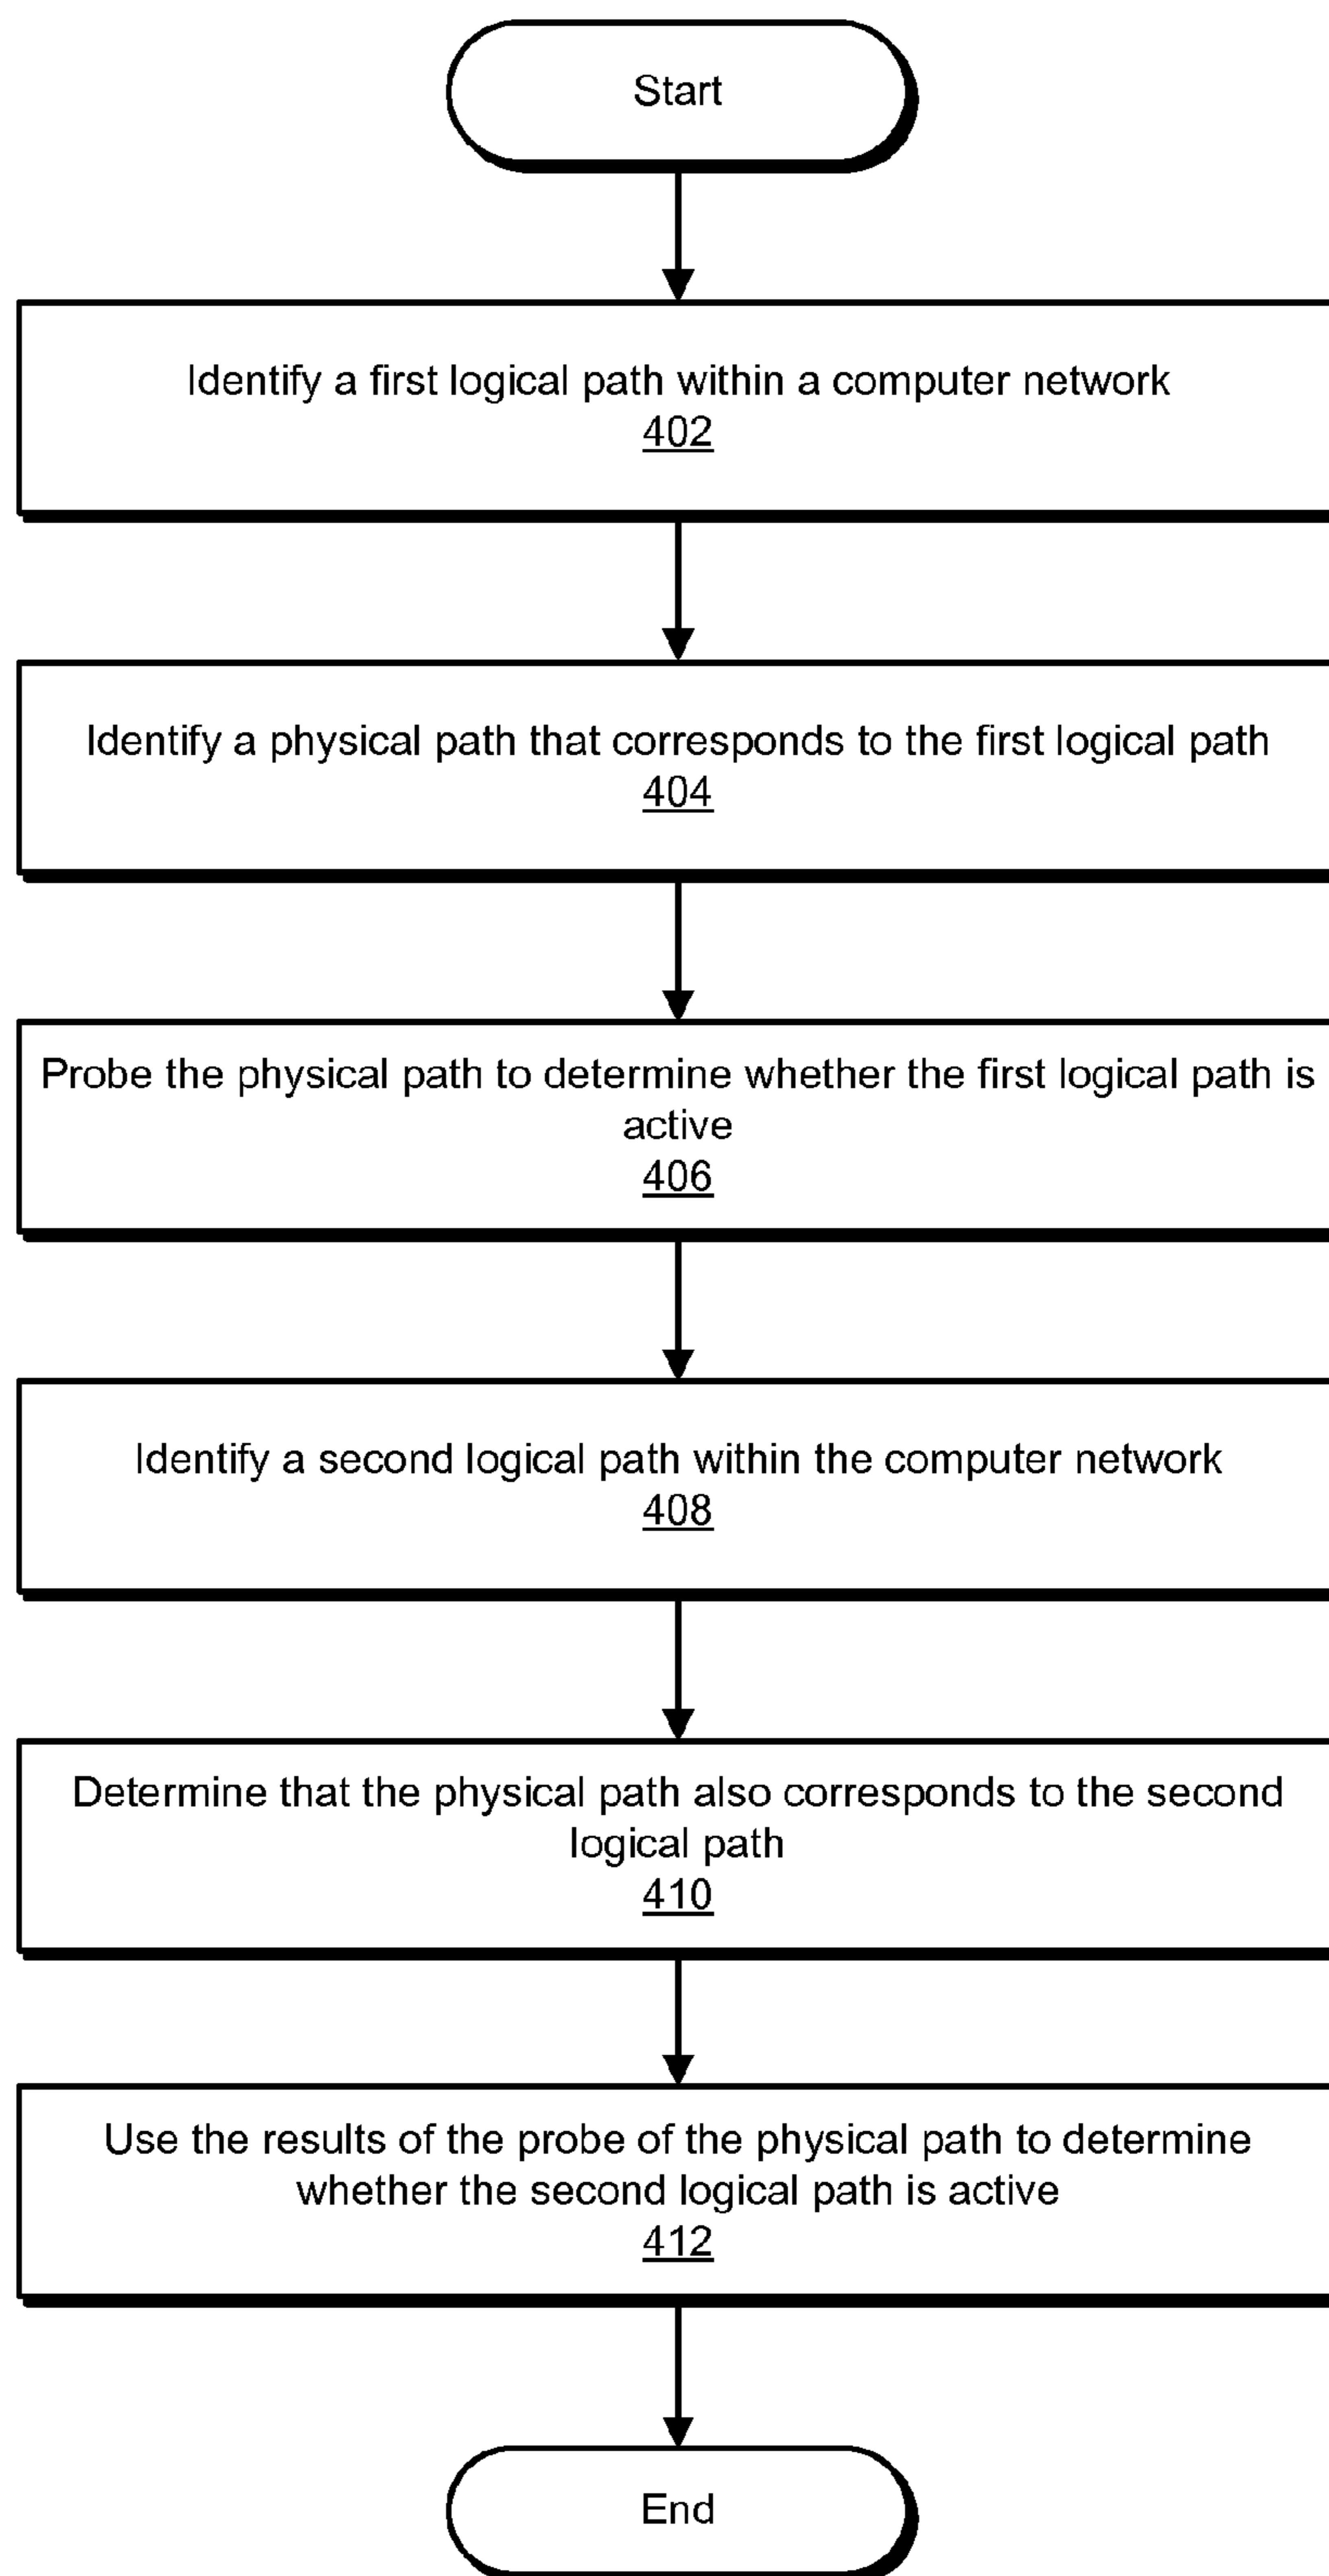 Start
Identify a first logical path within a computer network
402
Identify a physical path that corresponds to the first logical path
404
Probe the physical path to determine whether the first logical path is
active
406
Identify a second logical path within the computer network
408
Determine that the physical path also corresponds to the second
logical path
410
Use the results of the probe of the physical path to determine
whether the second logical path is active
412
End